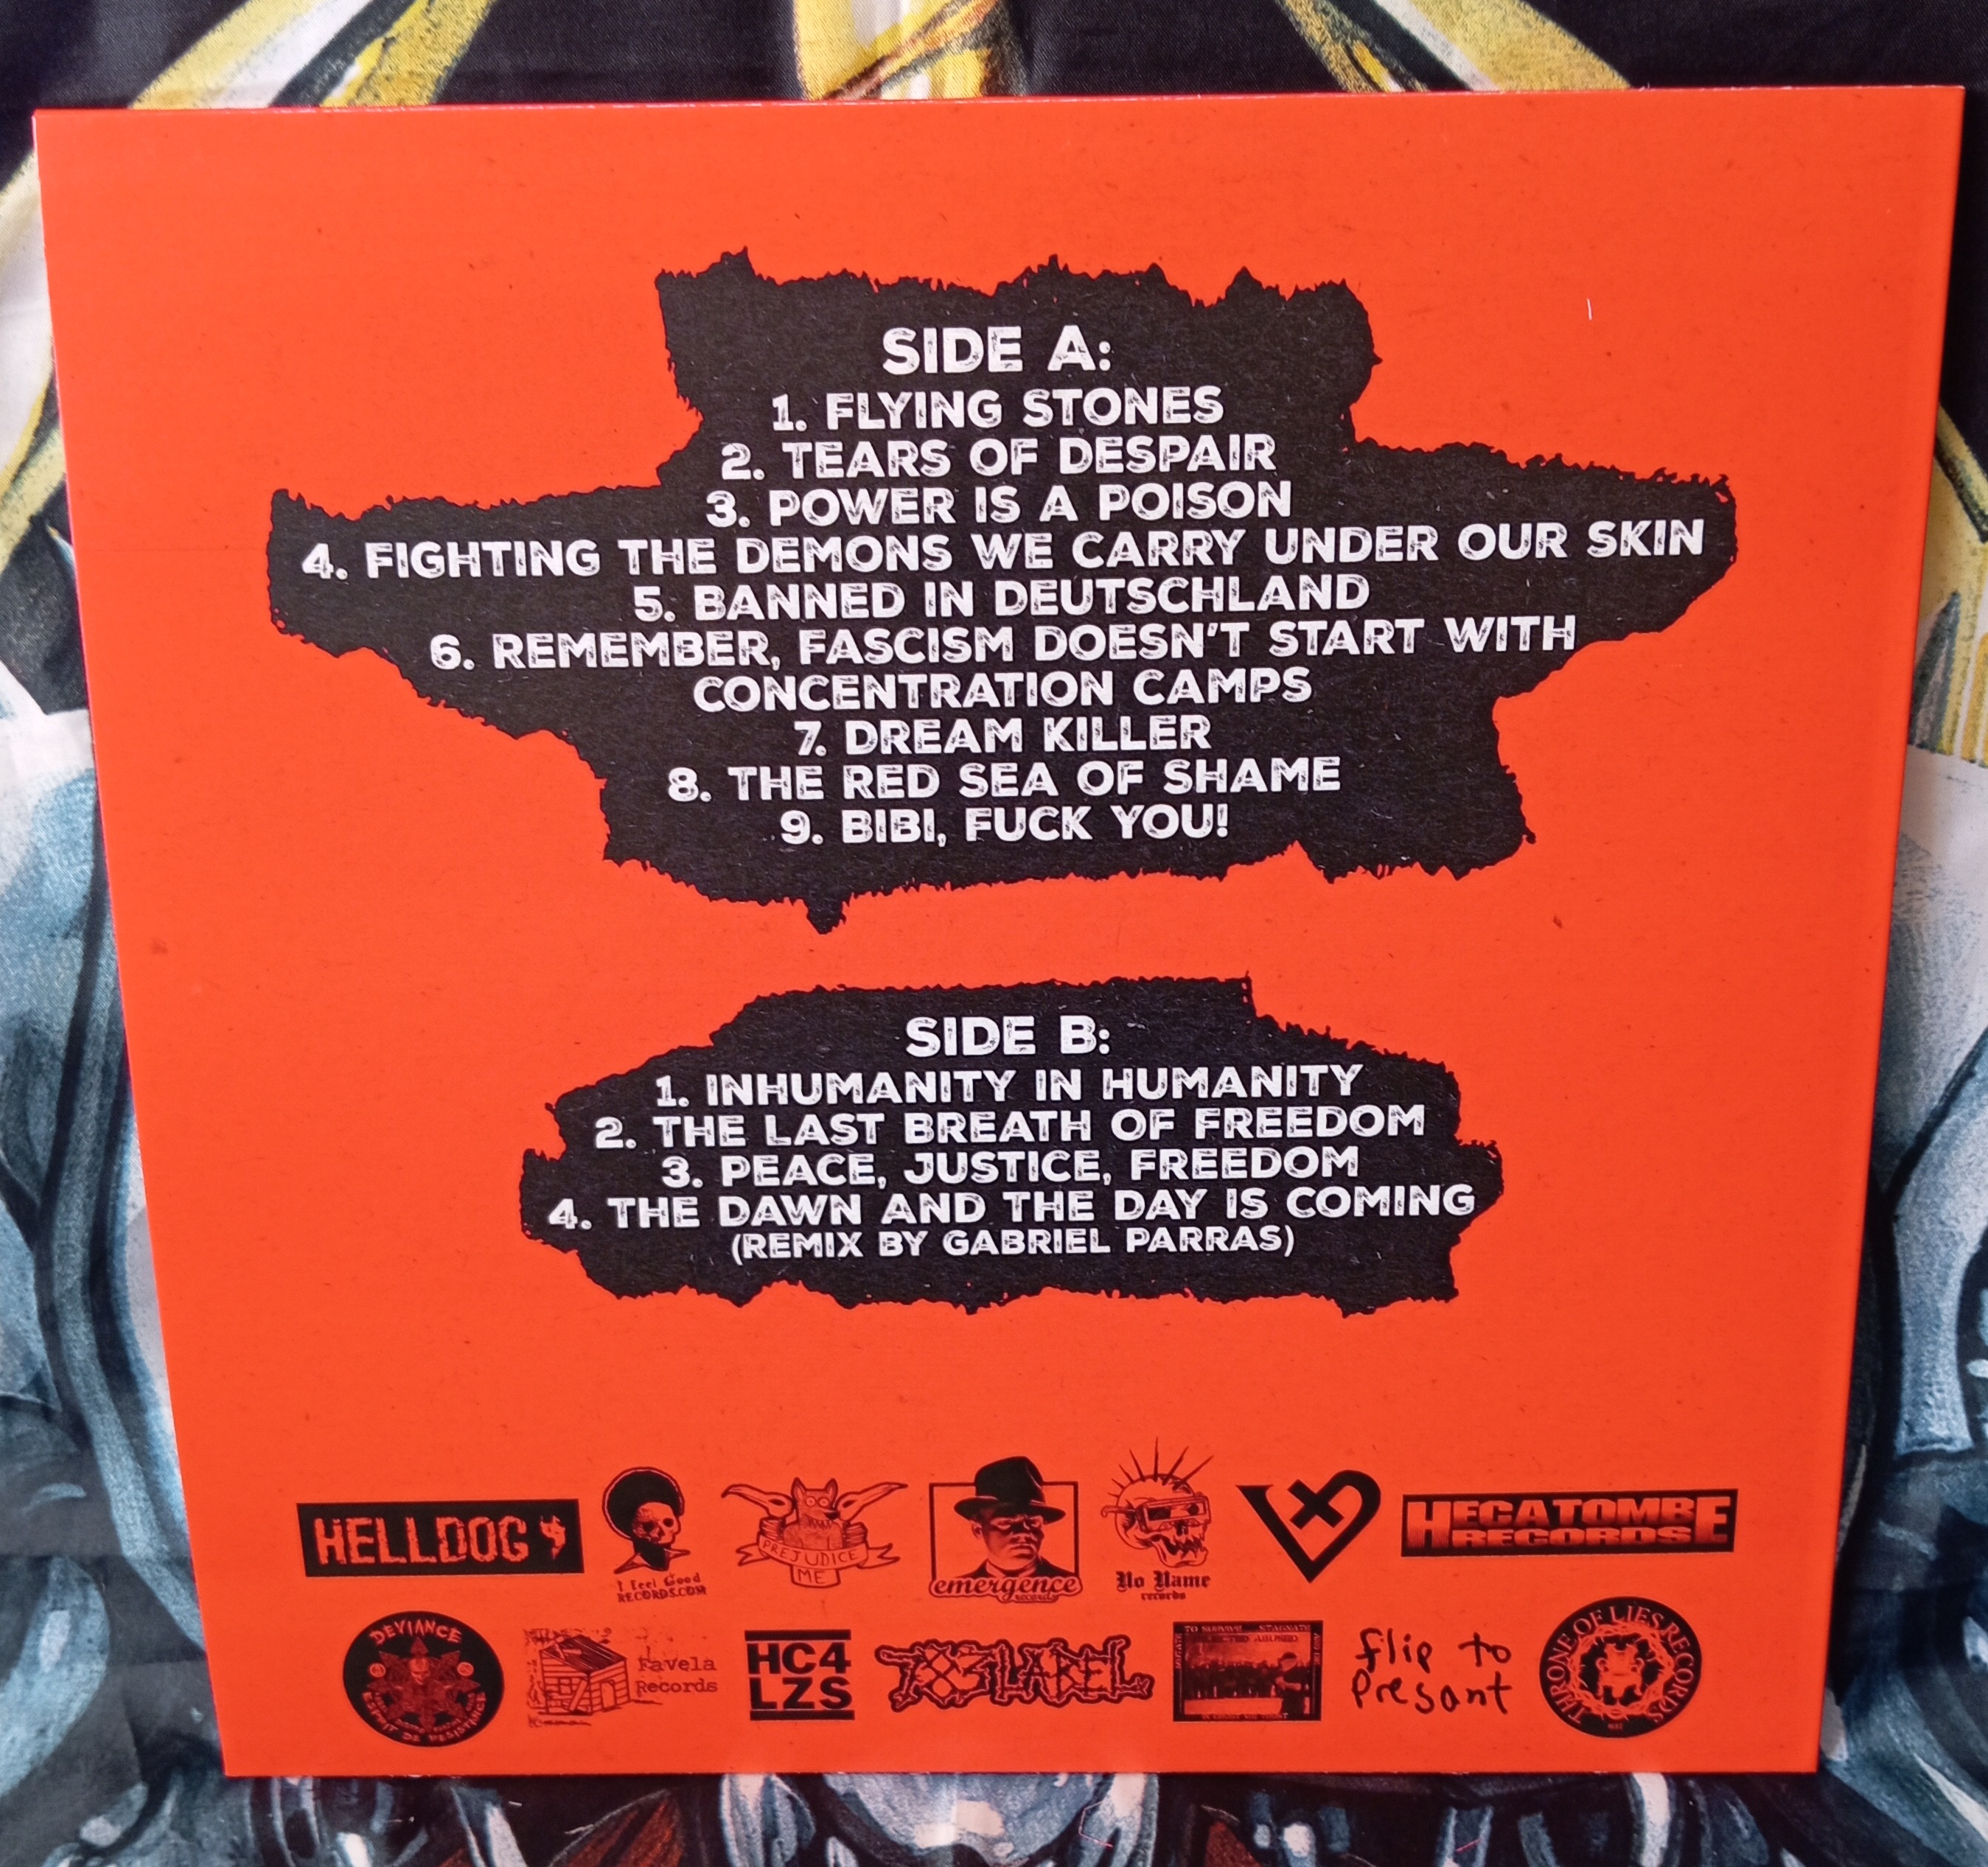 SIDE A:
1. FLYING STONES
2. TEARS OF DESPAIR
3. POWER IS A POISON
4. FIGHTING THE DEMONS WE CARRY UNDER OUR SKIN
5. BANNED IN DEUTSCHLAND
6. REMEMBER, FASCISM DOESN'T START WITH
CONCENTRATION CAMPS
7. DREAM KILLER
8. THE RED SEA OF SHAME
9. BIBI, FUCK YOU!
SIDE B:
1. INHUMANITY IN HUMANITY
2. THE LAST BREATH OF FREEDOM
3. PEACE, JUSTICE, FREEDOM
4. THE DAWN AND THE DAY IS COMING
(REMIX BY GABRIEL PARRAS)
HELLDOG
I Feel Good
RECORDS.COM
PREJUDICE
ME
emergence
records
No Name
records
HECATOMBE
RECORDS
DEVIANCE
Favela
Records
HC4
LZS
783LABEL
TO SURVIVE
flip to
Presant
THRONE OF LIES RECORDS